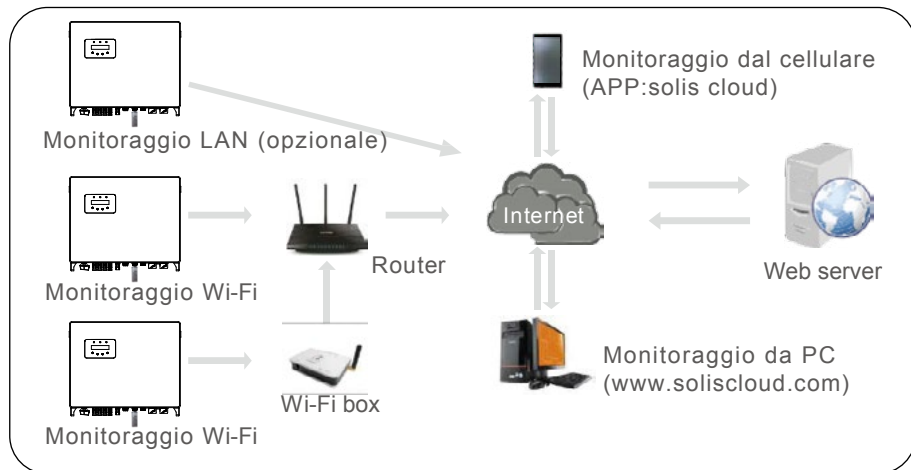 Monitoraggio dal cellulare
(APP:solis cloud)
Monitoraggio LAN (opzionale)
Internet
Router
Web server
Monitoraggio Wi-Fi
Monitoraggio da PC
(www.soliscloud.com)
Wi-Fi box
Monitoraggio Wi-Fi